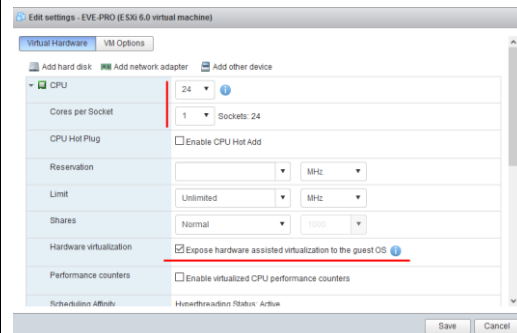 Edit settings - EVE-PRO (ESXi 6.0 virtual machine)
Virtual Hardware VM Options
Add hard disk Add network adapter Add other device
CPU 24
Cores per Socket 1 Sockets: 24
CPU Hot Plug Enable CPU Hot Add
Reservation MHz
Limit Unlimited MHz
Shares Normal 1000
Hardware virtualization Expose hardware assisted virtualization to the guest OS
Performance counters Enable virtualized CPU performance counters
Scheduling Affinity Hyperthreading Status: Active
Save Cancel